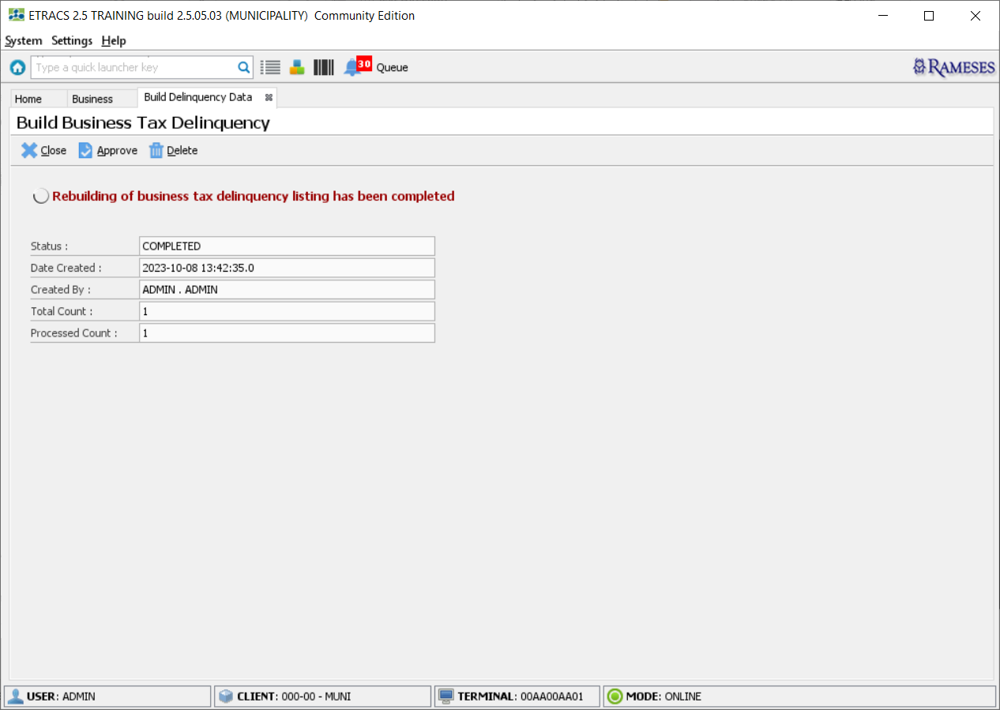 ETRACS 2.5 TRAINING build 2.5.05.03 (MUNICIPALITY) Community Edition
System Settings Help
Type a quick launcher key 30 Queue RAMESES
Home Business Build Delinquency Data
Build Business Tax Delinquency
Close Approve Delete
Rebuilding of business tax delinquency listing has been completed
Status : COMPLETED
Date Created : 2023-10-08 13:42:35.0
Created By : ADMIN . ADMIN
Total Count : 1
Processed Count : 1
USER: ADMIN CLIENT: 000-00 - MUNI TERMINAL: 00AA00AA01 MODE: ONLINE